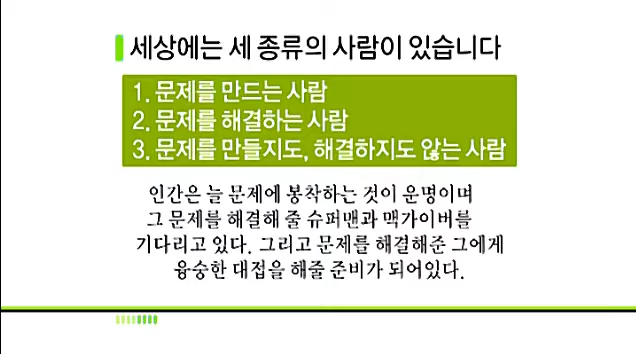 세상에는 세 종류의 사람이 있습니다
1. 문제를 만드는 사람
2. 문제를 해결하는 사람
3. 문제를 만들지도, 해결하지도 않는 사람
인간은 늘 문제에 봉착하는 것이 운명이며
그 문제를 해결해 줄 슈퍼맨과 맥가이버를
기다리고 있다. 그리고 문제를 해결해준 그에게
융숭한 대접을 해줄 준비가 되어있다.